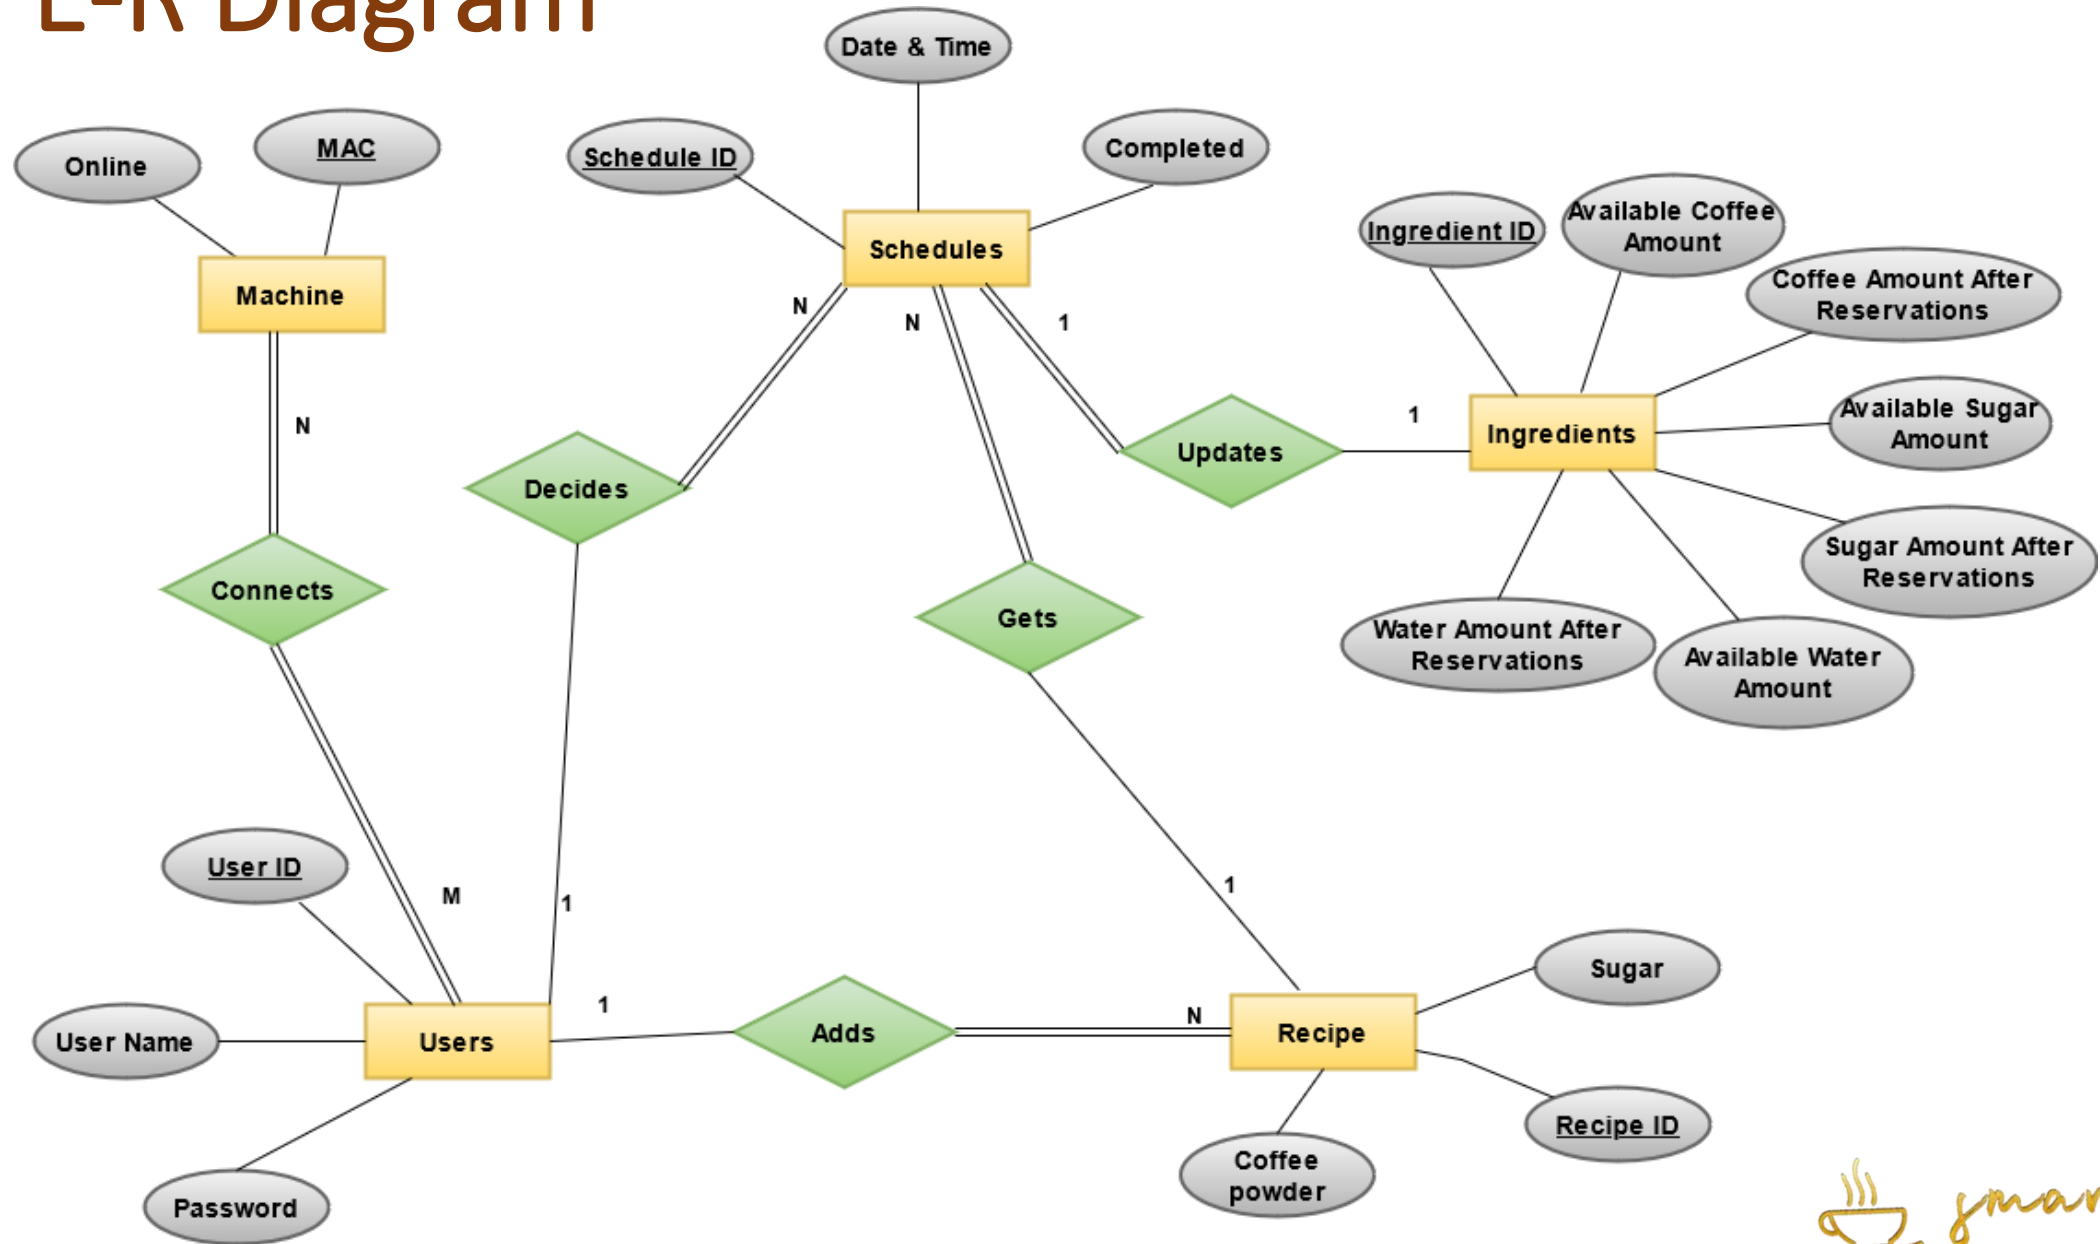 E-R Diagram
Date & Time
Online
MAC
Schedule ID
Completed
Schedules
Machine
Ingredient ID
Available Coffee
Amount
Coffee Amount After
Reservations
Available Sugar
Amount
Ingredients
Sugar Amount After
Reservations
Water Amount After
Reservations
Available Water
Amount
N
N
1
N
1
Updates
Decides
Connects
Gets
User ID
M
1
1
User Name
Users
1
Adds
N
Recipe
Sugar
Recipe ID
Coffee
powder
Password
smar